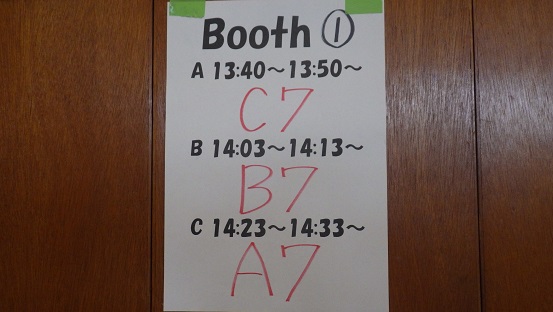 Booth ①
A 13:40～13:50～
C7
B 14:03～14:13～
B7
C 14:23～14:33～
A7